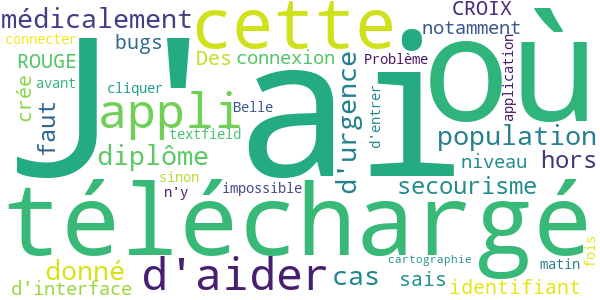 médicalement cette CROIX
connecter bugs notamment
ROUGE Des connexion Problème
J'ai où
crée avant cliquer d'urgence application
faut appli Belle d'entrer
textfield population
diplôme niveau hors
sinon
n'y impossible secourisme
téléchargé
cartographie fois
donné d'aider cas sais matin
d'interface identifiant